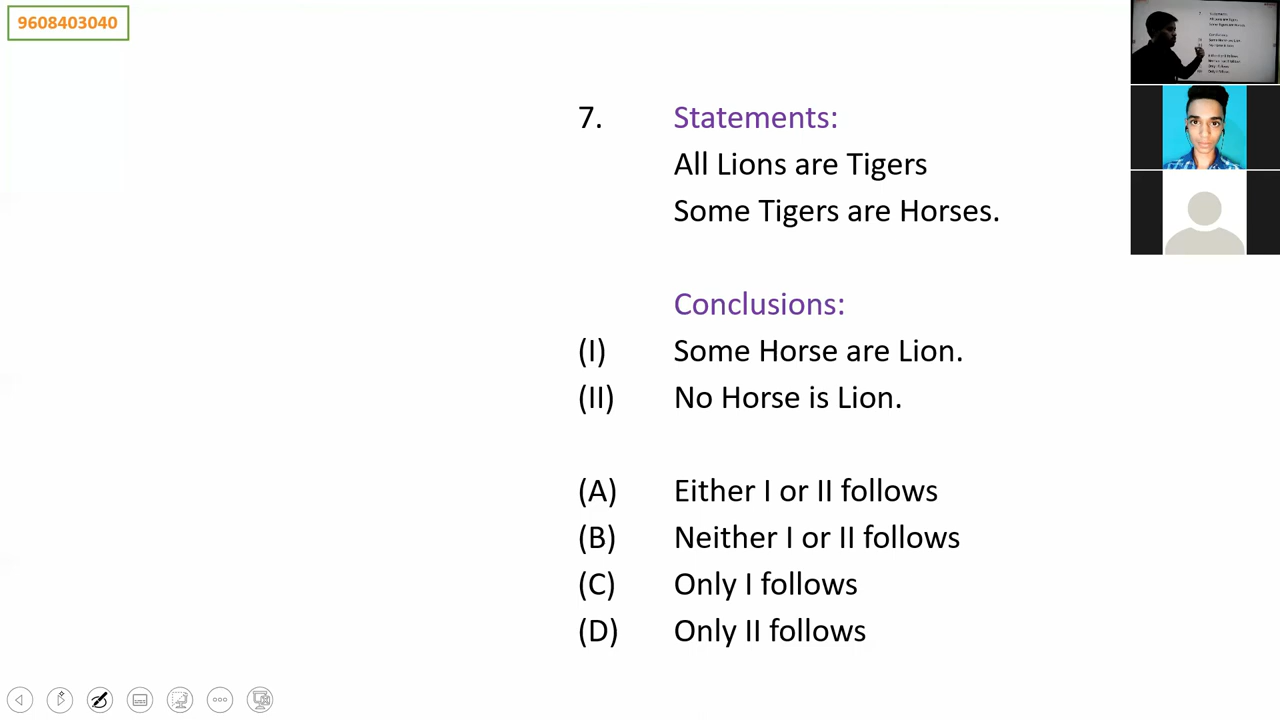 9608403040
7. Statements:
All Lions are Tigers
Some Tigers are Horses.
Conclusions:
(I) Some Horse are Lion.
(II) No Horse is Lion.
(A) Either I or II follows
(B) Neither I or II follows
(C) Only I follows
(D) Only II follows